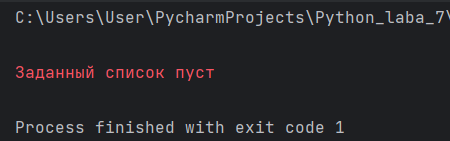 C:\Users\User\PycharmProjects\Python_laba_7\
Заданный список пуст
Process finished with exit code 1